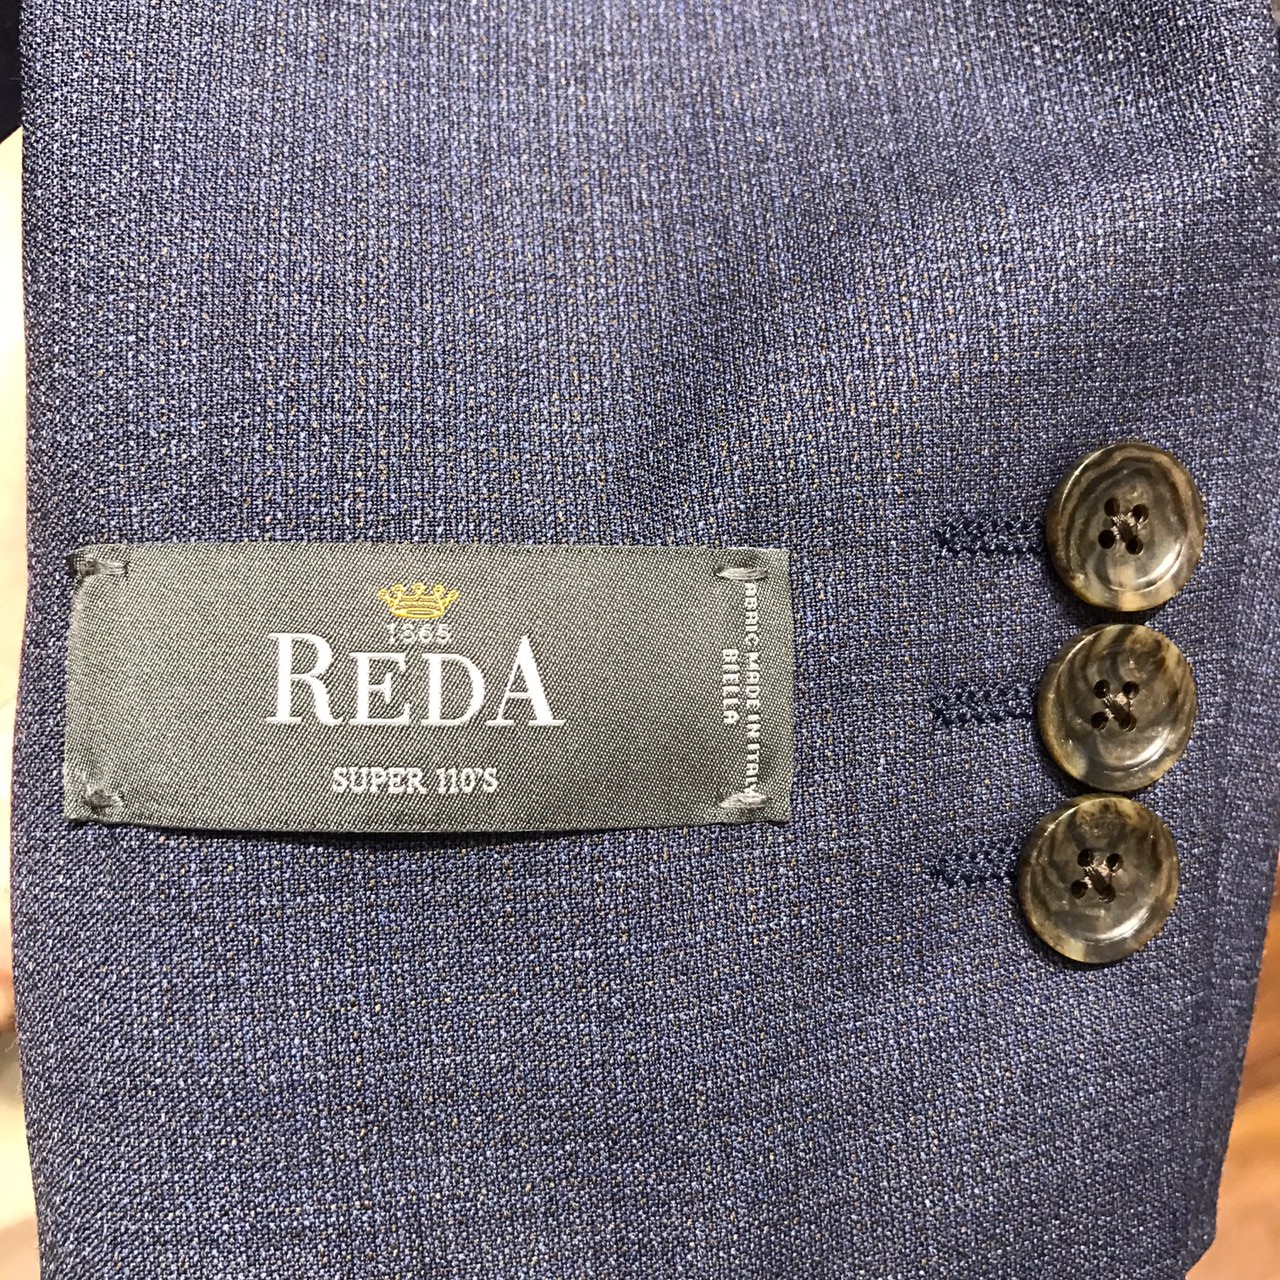 1865
REDA
SUPER 110'S
FABRIC MADE IN ITALY
BIELLA